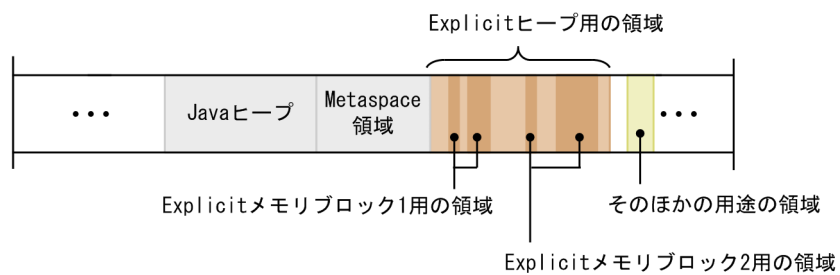 Explicitヒープ用の領域
・・・
Javaヒープ
Metaspace
領域
・・・
Explicitメモリブロック1用の領域
そのほかの用途の領域
Explicitメモリブロック2用の領域